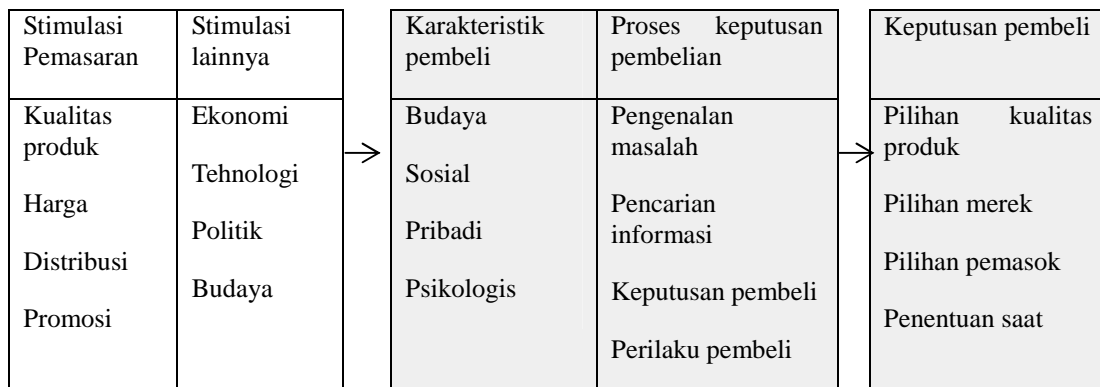 Stimulasi
Pemasaran
Stimulasi
lainnya
Karakteristik
pembeli
Proses keputusan
pembelian
Keputusan pembeli
Kualitas
produk
Harga
Distribusi
Promosi
Ekonomi
Tehnologi
Politik
Budaya
Budaya
Sosial
Pribadi
Psikologis
Pengenalan
masalah
Pencarian
informasi
Keputusan pembeli
Perilaku pembeli
Pilihan kualitas
produk
Pilihan merek
Pilihan pemasok
Penentuan saat